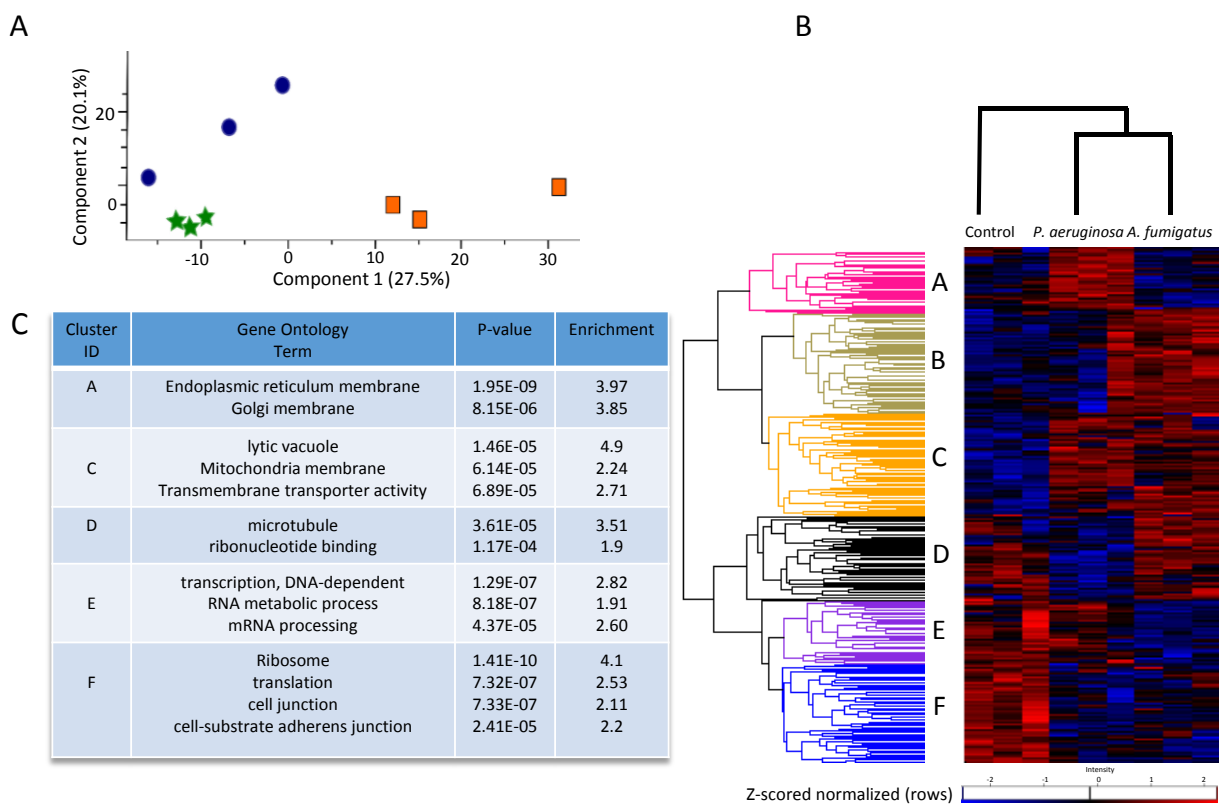 A
B
Component 2 (20.1%)
20
0
-10
0
10
20
30
Component 1 (27.5%)
Control P. aeruginosa A. fumigatus
A
B
C
D
E
F
C
Cluster ID Gene Ontology Term P-value Enrichment
A Endoplasmic reticulum membrane 1.95E-09 3.97
Golgi membrane 8.15E-06 3.85
lytic vacuole 1.46E-05 4.9
C Mitochondria membrane 6.14E-05 2.24
Transmembrane transporter activity 6.89E-05 2.71
D microtubule 3.61E-05 3.51
ribonucleotide binding 1.17E-04 1.9
transcription, DNA-dependent 1.29E-07 2.82
E RNA metabolic process 8.18E-07 1.91
mRNA processing 4.37E-05 2.60
Ribosome 1.41E-10 4.1
F translation 7.32E-07 2.53
cell junction 7.33E-07 2.11
cell-substrate adherens junction 2.41E-05 2.2
Intensity
-2 -1 0 1 2
Z-scored normalized (rows)